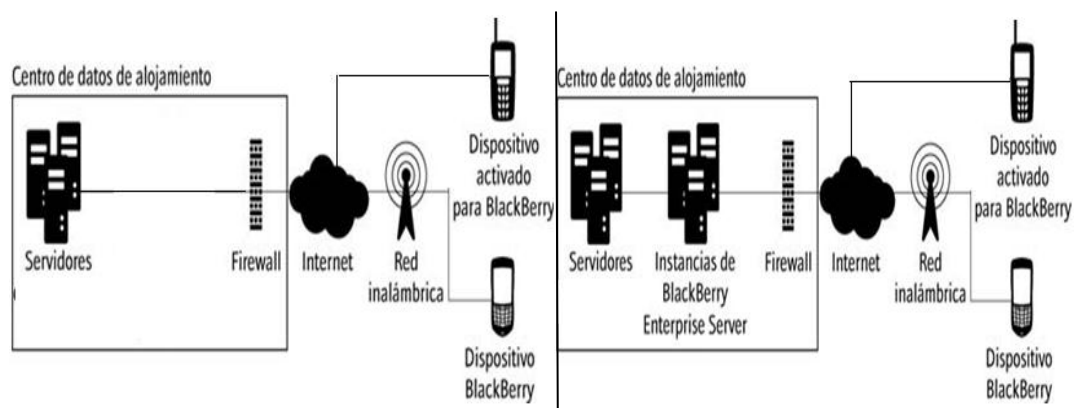 Centro de datos de alojamiento
Dispositivo
activado
para BlackBerry
Servidores
Firewall
Internet
Red
inalámbrica
Dispositivo
BlackBerry
Centro de datos de alojamiento
Dispositivo
activado
para BlackBerry
Servidores
Instancias de
BlackBerry
Enterprise Server
Firewall
Internet
Red
inalámbrica
Dispositivo
BlackBerry